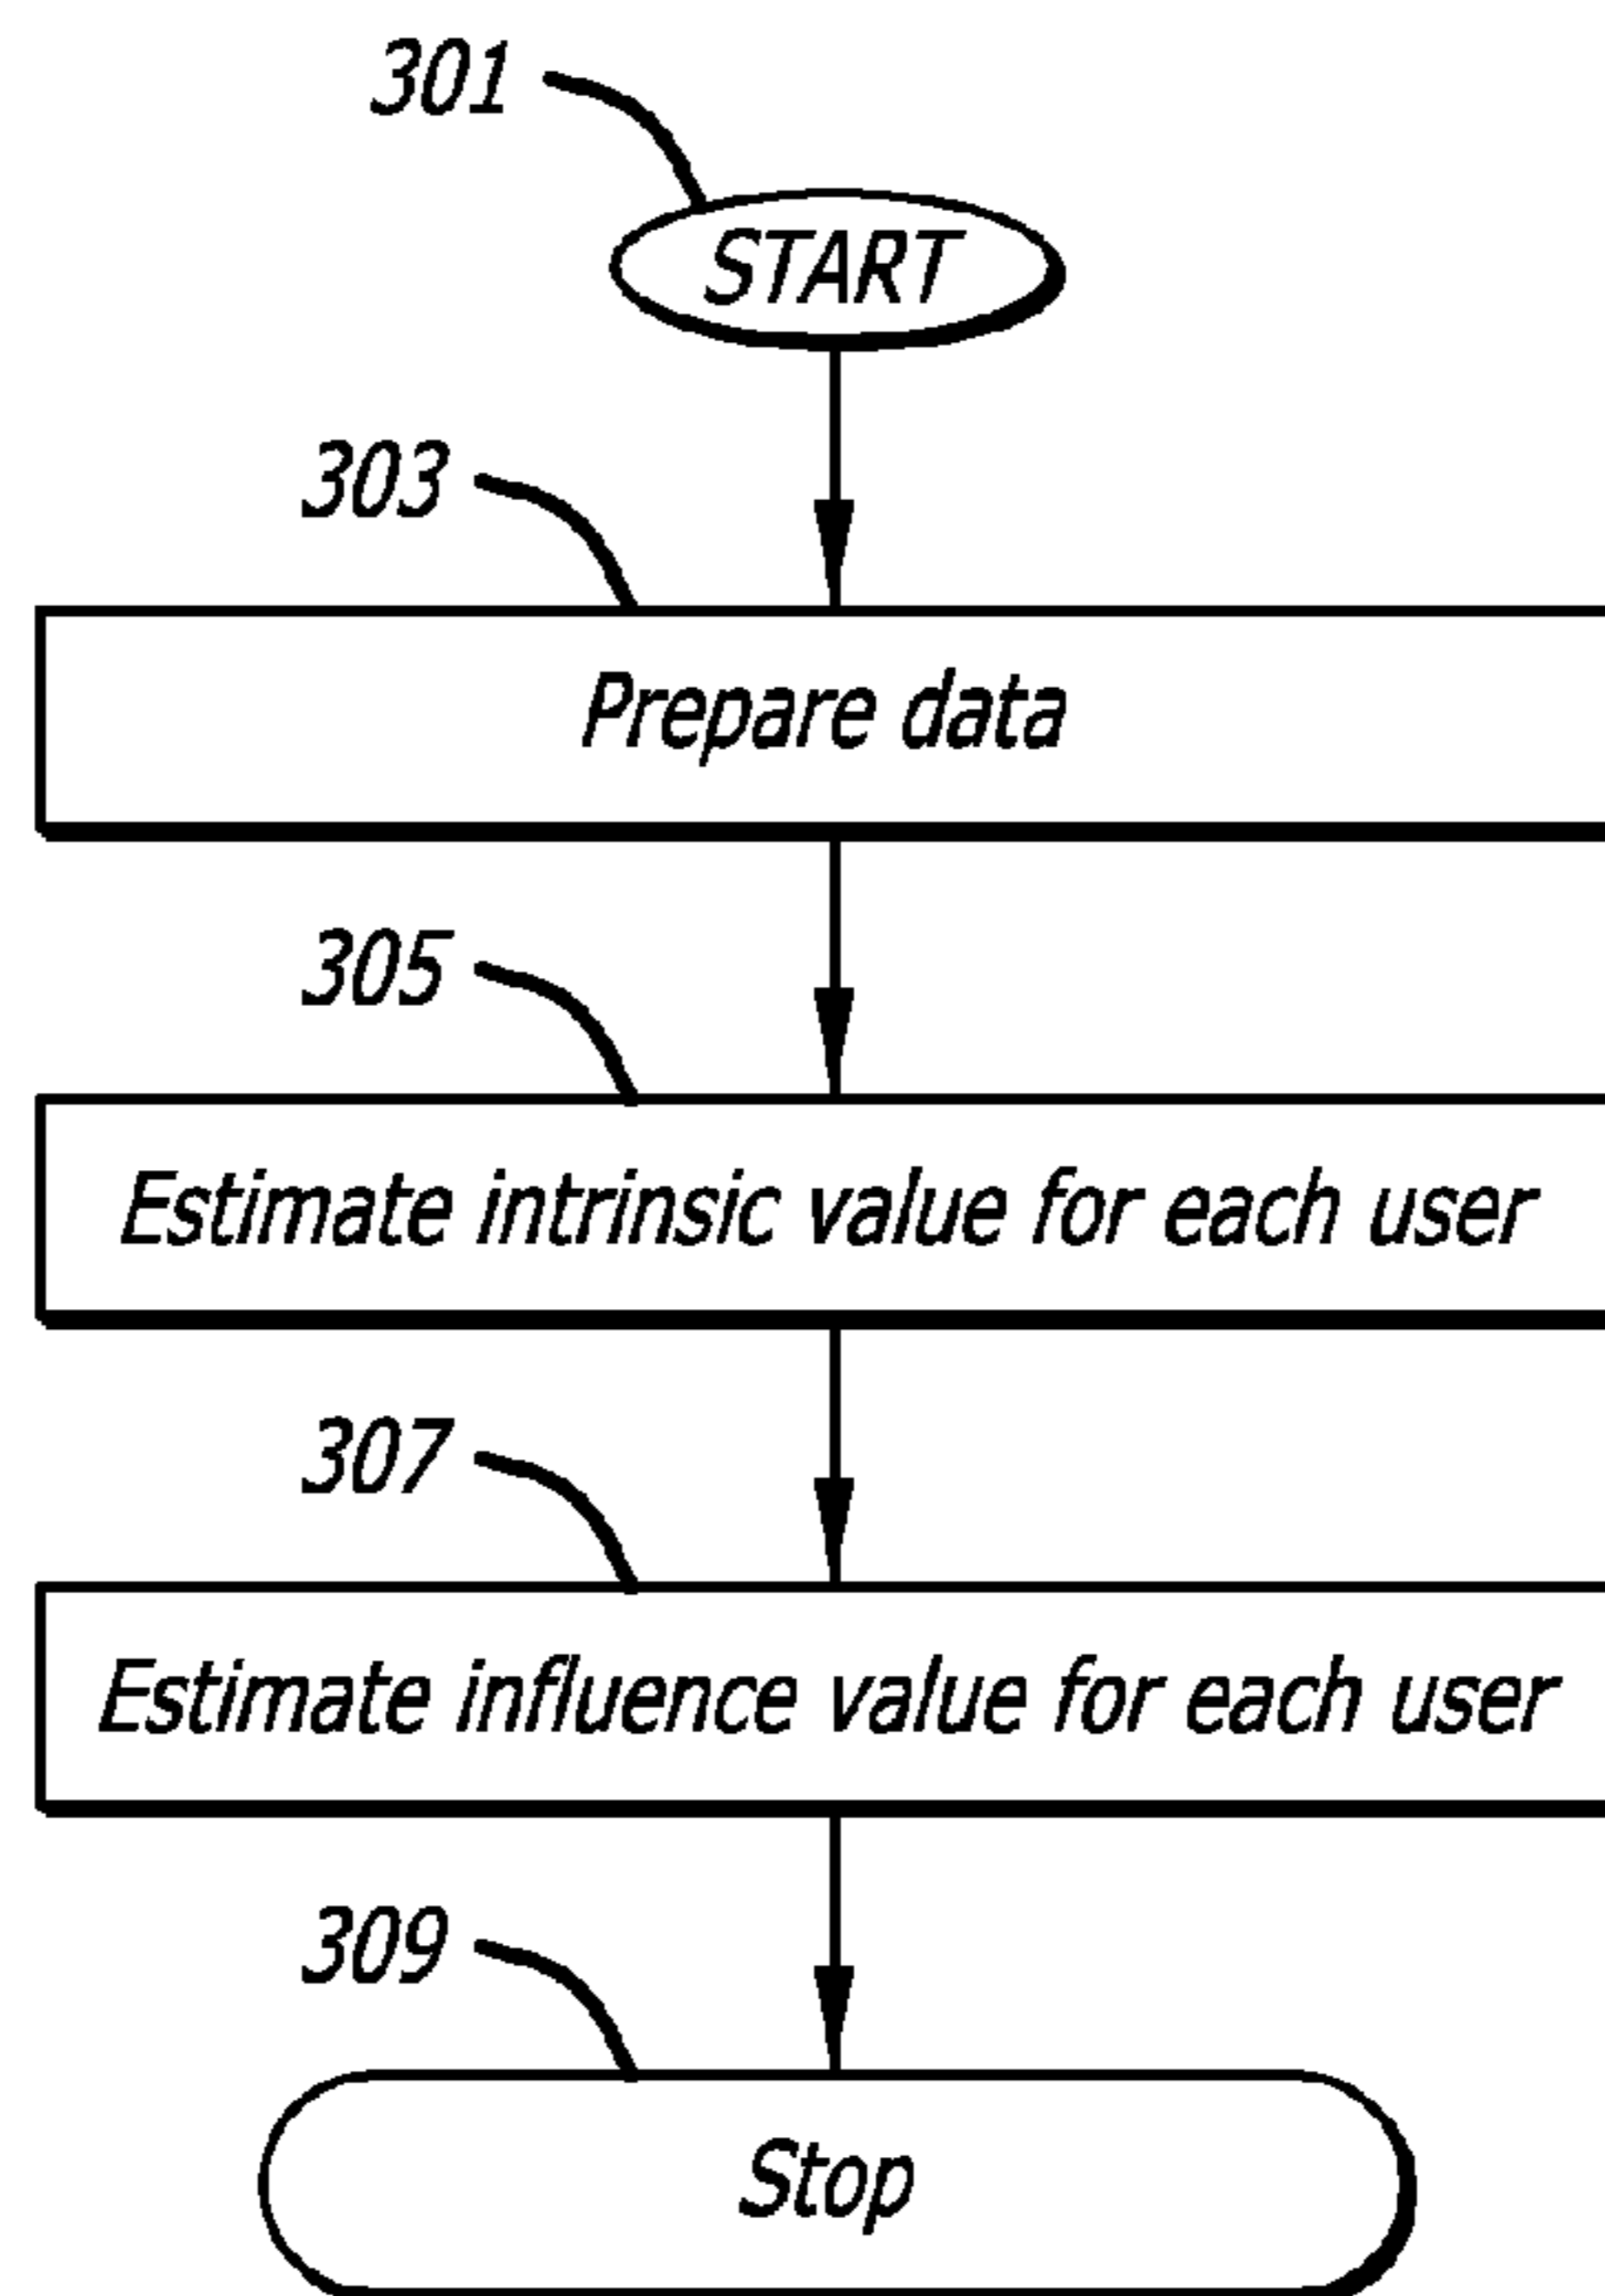 301
START
303
Prepare data
305
Estimate intrinsic value for each user
307
Estimate influence value for each user
309
Stop